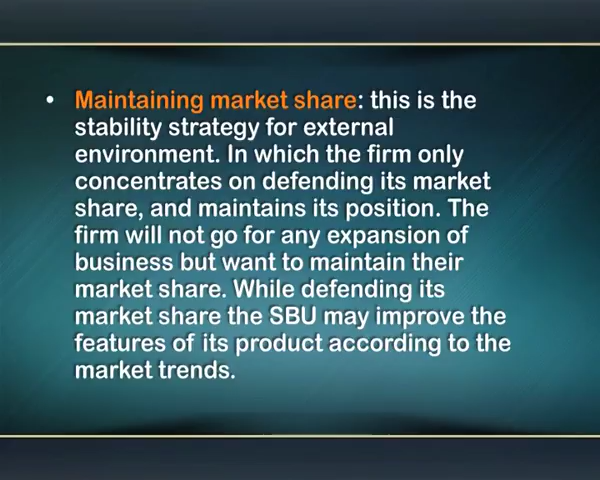 • Maintaining market share: this is the
stability strategy for external
environment. In which the firm only
concentrates on defending its market
share, and maintains its position. The
firm will not go for any expansion of
business but want to maintain their
market share. While defending its
market share the SBU may improve the
features of its product according to the
market trends.